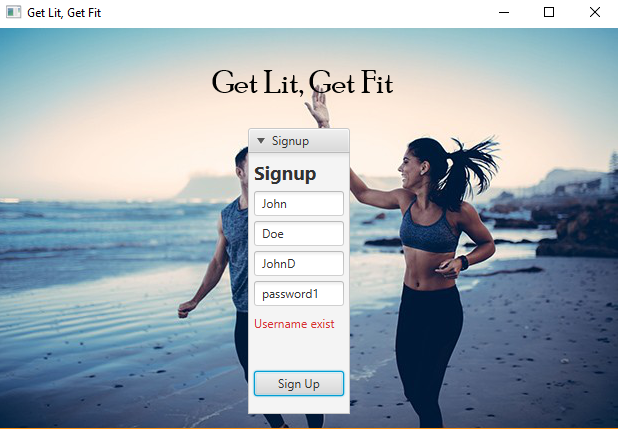 Get Lit, Get Fit
Get Lit, Get Fit
Signup
Signup
John
Doe
JohnD
password1
Username exist
Sign Up